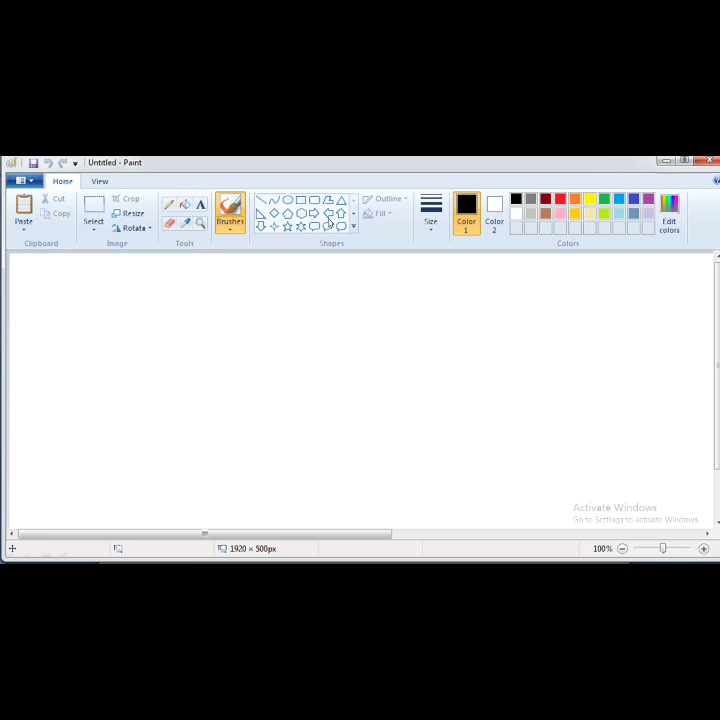 Untitled - Paint
Home View
Paste
Cut
Copy
Clipboard
Select
Crop
Resize
Rotate
Image
A
Tools
Brushes
Shapes
Outline
Fill
Size
Color 1
Color 2
Edit colors
Colors
Activate Windows
Go to Settings to activate Windows.
1920 × 500px
100%